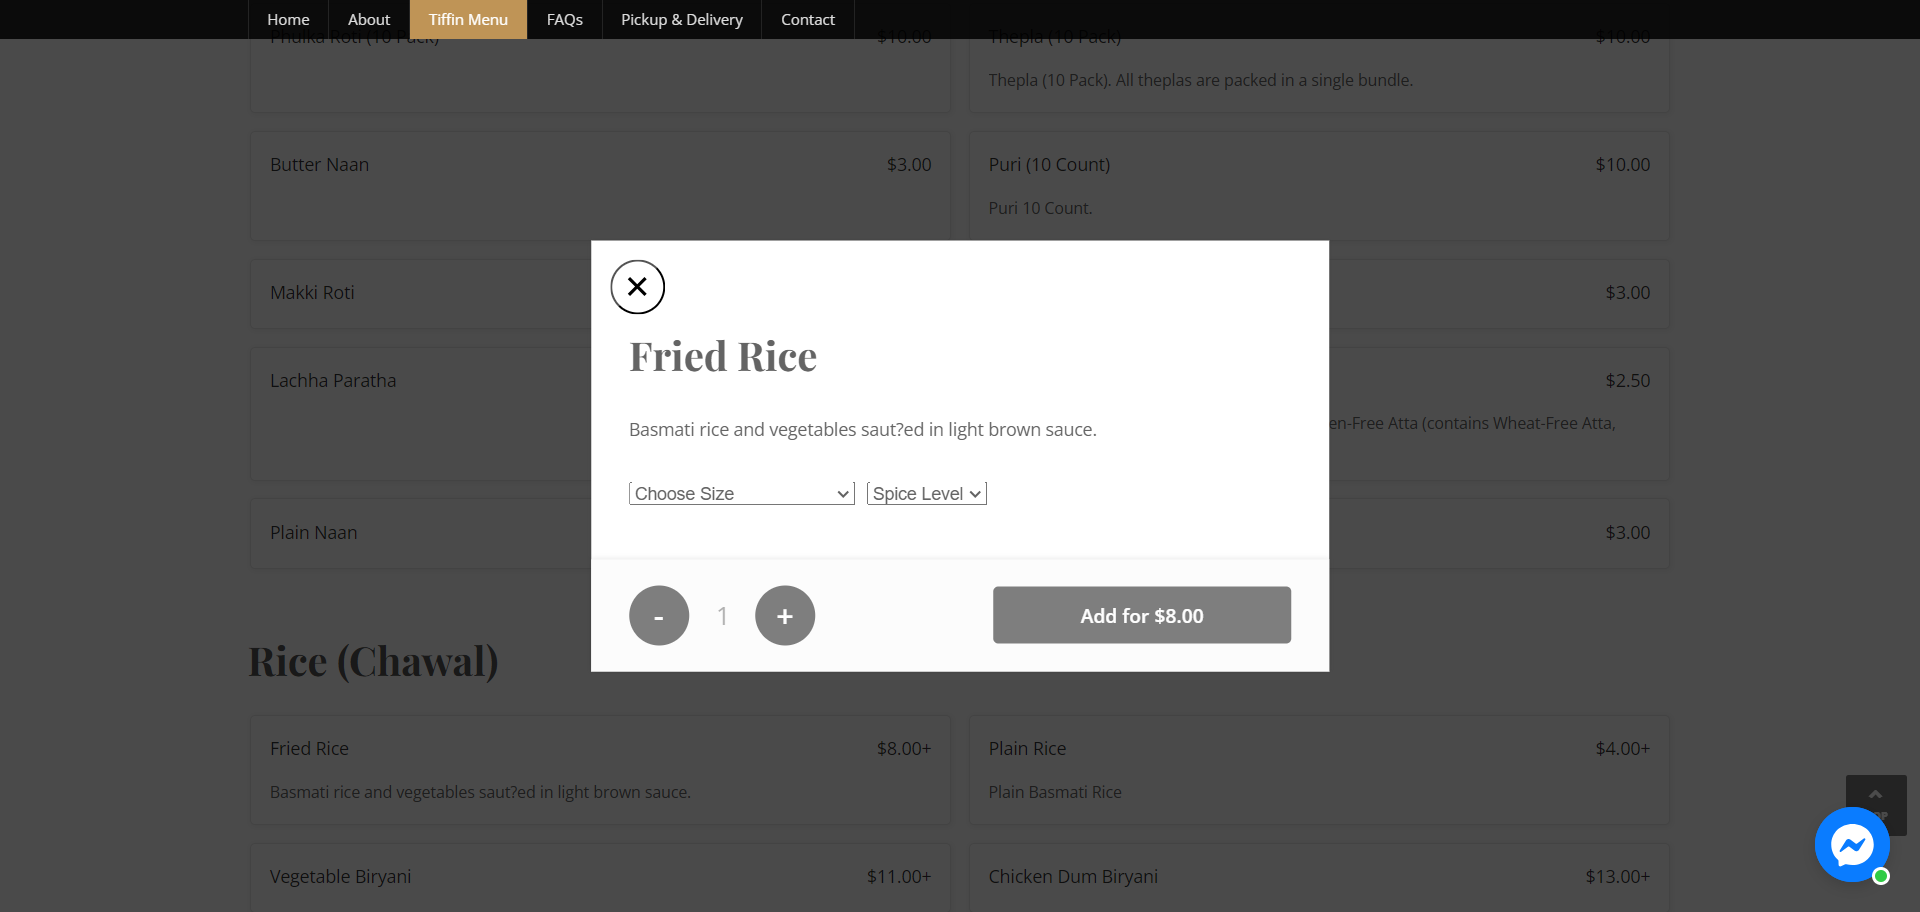 Home About Tiffin Menu FAQs Pickup & Delivery Contact
Phulka Roti (10 Pack) $10.00
Thepla (10 Pack) $10.00
Thepla (10 Pack). All theplas are packed in a single bundle.
Butter Naan $3.00
Puri (10 Count) $10.00
Puri 10 Count.
Makki Roti
$3.00
Lachha Paratha
$2.50
en-Free Atta (contains Wheat-Free Atta,
Plain Naan
$3.00
Fried Rice
Basmati rice and vegetables saut?ed in light brown sauce.
Choose Size Spice Level
- 1 + Add for $8.00
Rice (Chawal)
Fried Rice $8.00+
Basmati rice and vegetables saut?ed in light brown sauce.
Plain Rice $4.00+
Plain Basmati Rice
Vegetable Biryani $11.00+
Chicken Dum Biryani $13.00+